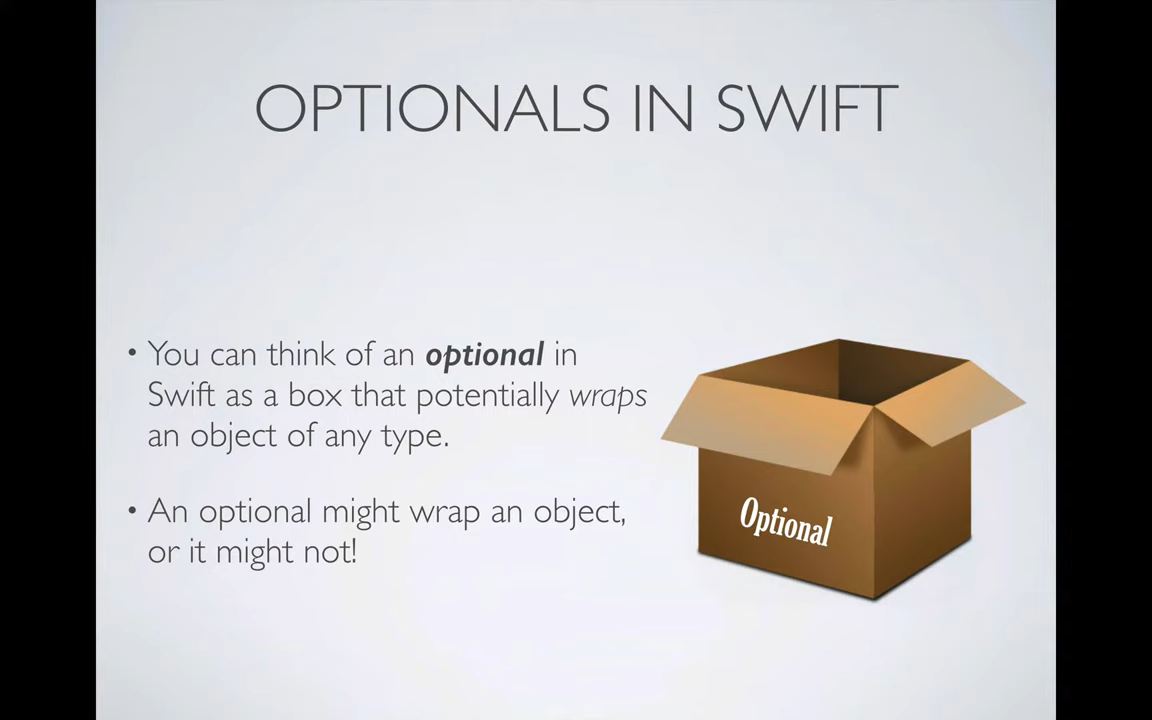 OPTIONALS IN SWIFT
• You can think of an optional in
Swift as a box that potentially wraps
an object of any type.
• An optional might wrap an object,
or it might not!
Optional